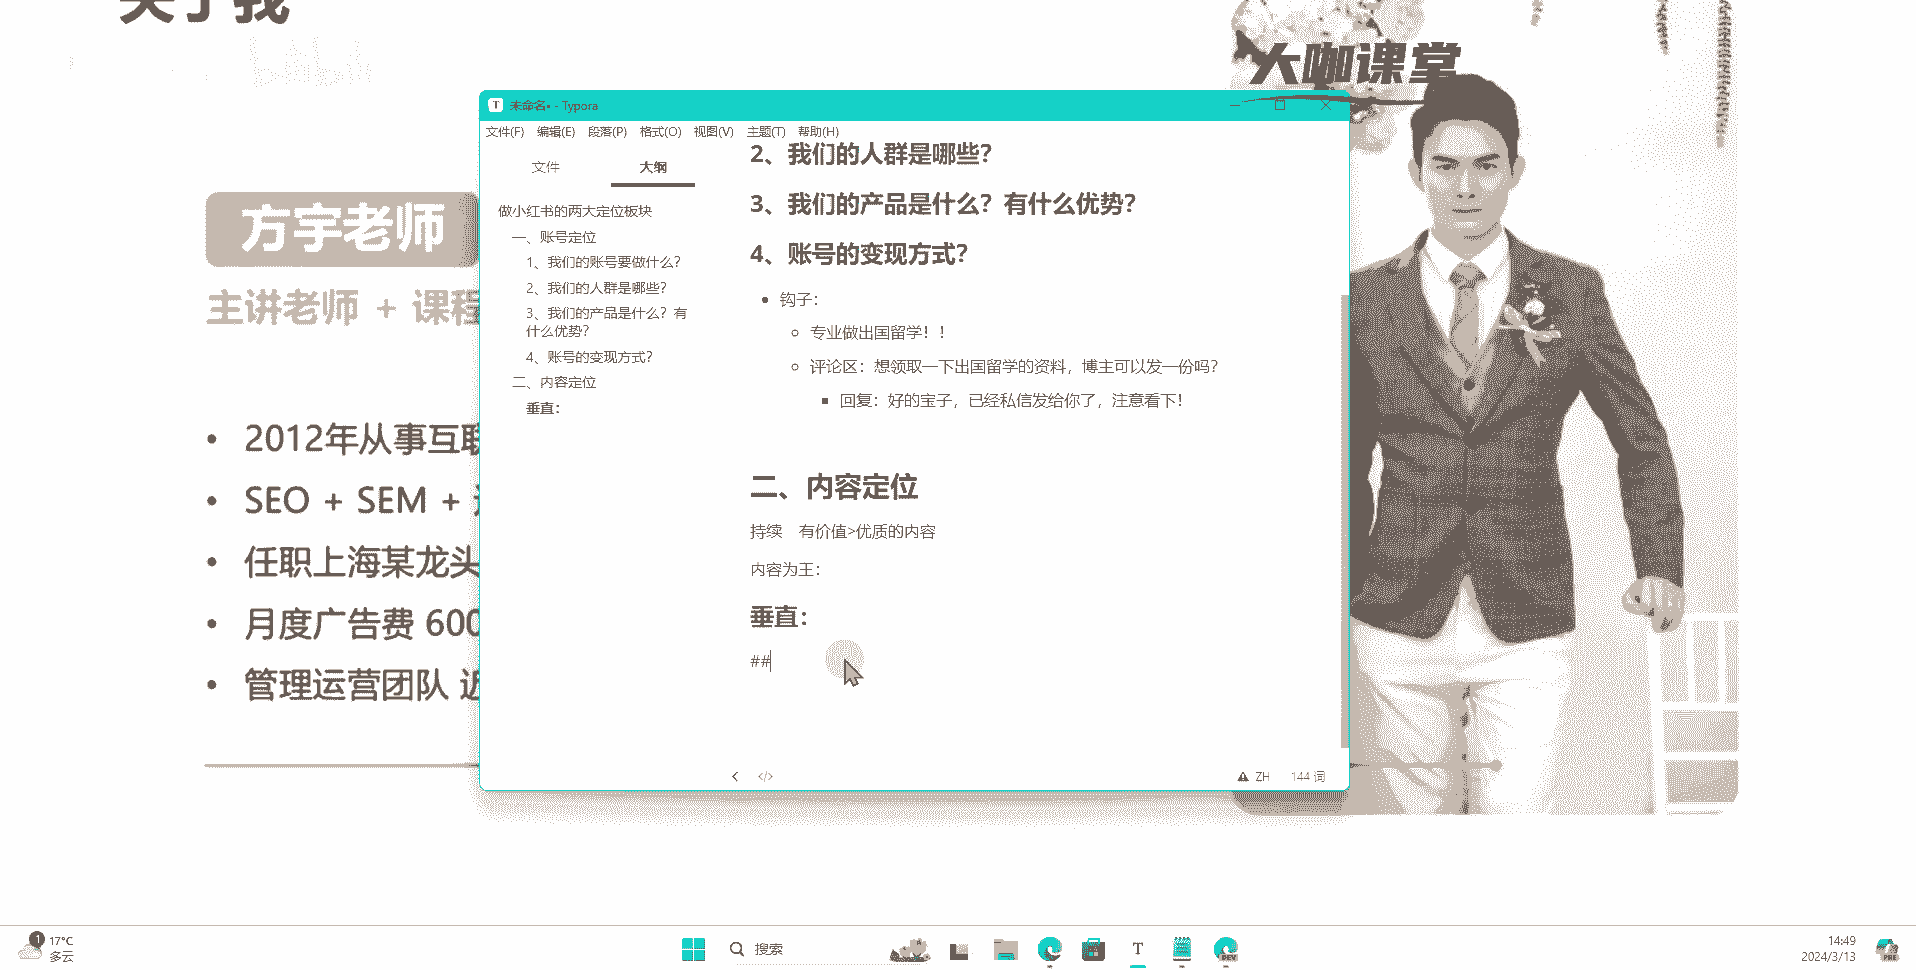 关于我
bilibili
大咖课堂
方宇老师
主讲老师 + 课程
2012年从事互联
SEO + SEM +
任职上海某龙头
月度广告费 600
管理运营团队 近
T 未命名• - Typora
文件(F) 编辑(E) 段落(P) 格式(O) 视图(V) 主题(T) 帮助(H)
文件 大纲
做小红书的两大定位板块
一、账号定位
1、我们的账号要做什么?
2、我们的人群是哪些?
3、我们的产品是什么? 有
什么优势?
4、账号的变现方式?
二、内容定位
垂直:
2、我们的人群是哪些?
3、我们的产品是什么? 有什么优势?
4、账号的变现方式?
钩子:
专业做出国留学! !
评论区: 想领取一下出国留学的资料, 博主可以发一份吗?
回复: 好的宝子, 已经私信发给你了, 注意看下!
二、内容定位
持续 有价值>优质的内容
内容为王:
垂直:
##
</>
ZH 144 词
1
17°C
多云
搜索
T
DEV
14:49
2024/3/13
PRE